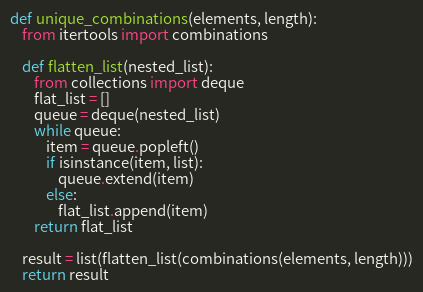 def unique_combinations(elements, length):
from itertools import combinations
def flatten_list(nested_list):
from collections import deque
flat_list = []
queue = deque(nested_list)
while queue:
item = queue.popleft()
if isinstance(item, list):
queue.extend(item)
else:
flat_list.append(item)
return flat_list
result = list(flatten_list(combinations(elements, length)))
return result